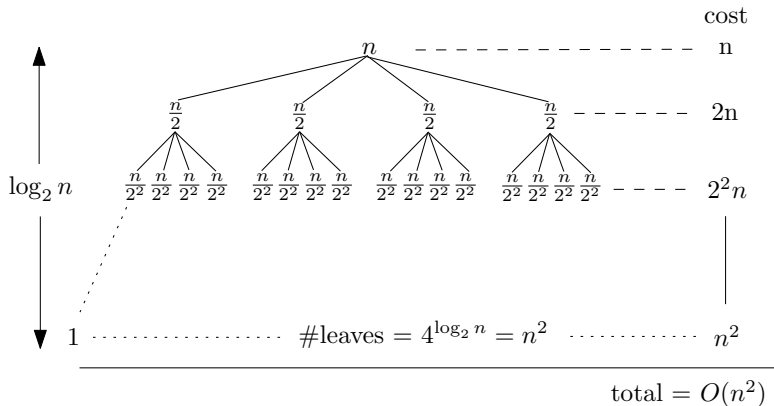 cost
n n
n/2 n/2 n/2 n/2 2n
log₂ n n/2² n/2² n/2² n/2² n/2² n/2² n/2² n/2² n/2² n/2² n/2² n/2² n/2² n/2² n/2² n/2² 2²n
1 #leaves = 4^{log₂ n} = n² n²
total = O(n²)